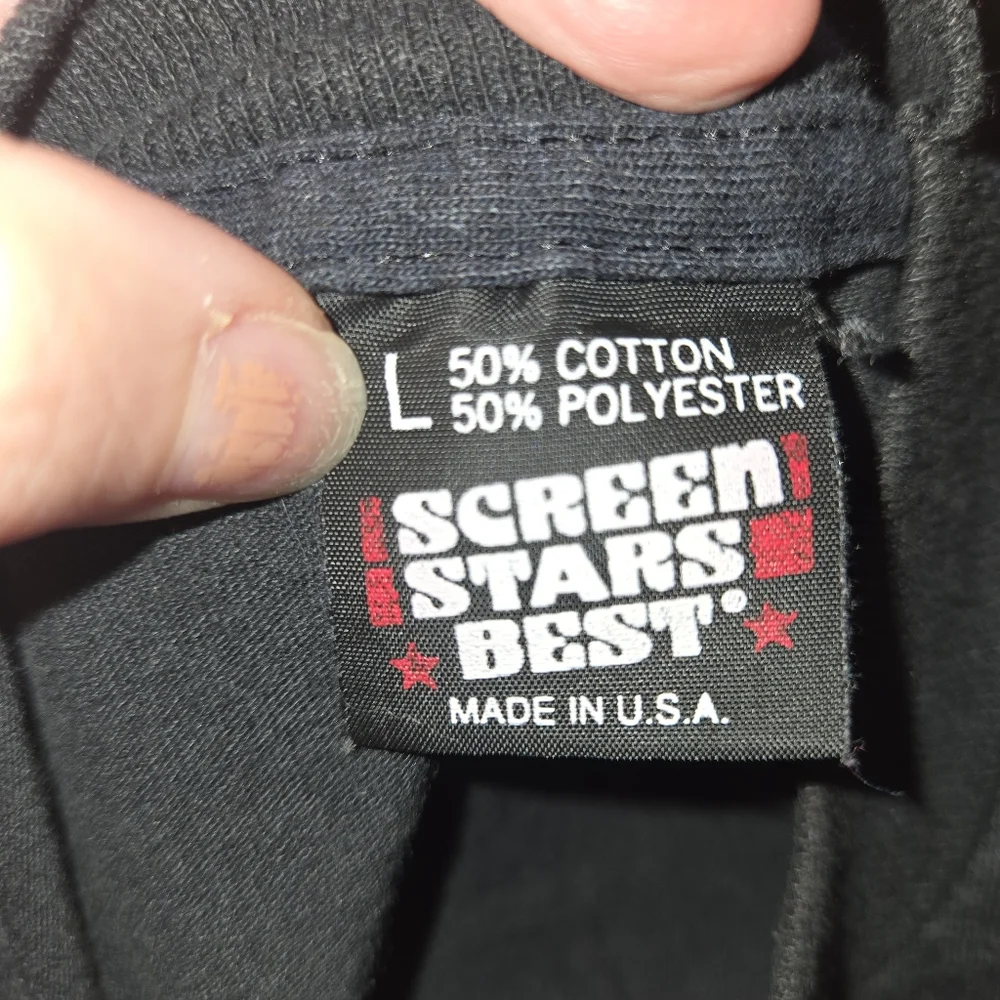 L 50% COTTON
50% POLYESTER
SCREEn
STARS
BEST®
MADE IN U.S.A.